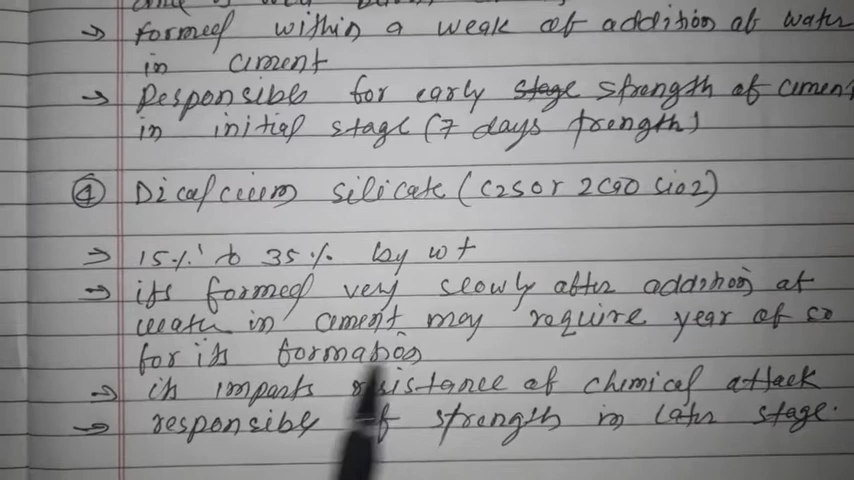 → formed within a weak of addition of water
in cement
→ Responsible for early stage strength of cement
in initial stage (7 days strength)
④ Dicalcium silicate (C2S or 2CaO SiO2)
→ 15% to 35% by wt
→ its formed very slowly after addition of
water in cement may require year of so
for its formation
→ its imparts resistance of chemical attack
→ responsible of strength in later stage.